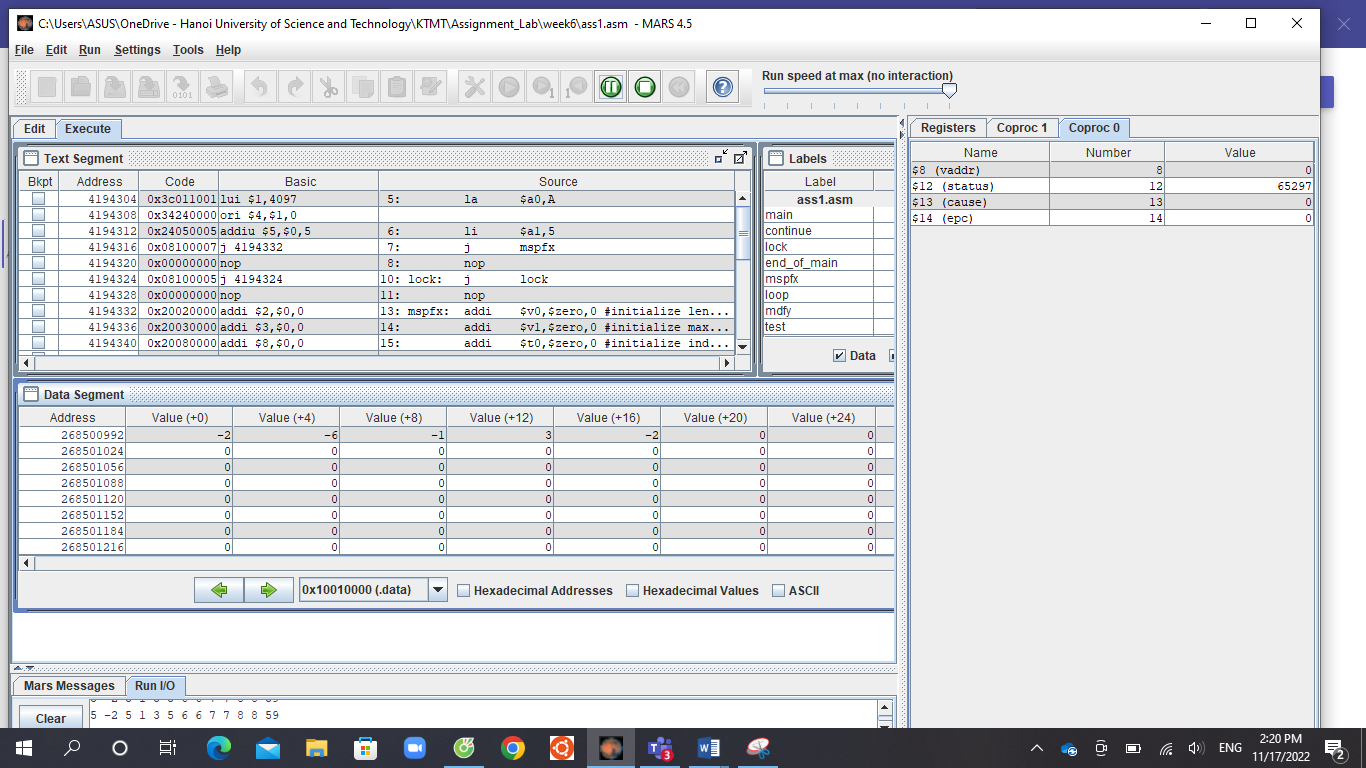 C:\Users\ASUS\OneDrive - Hanoi University of Science and Technology\KTMT\Assignment_Lab\week6\ass1.asm - MARS 4.5
File Edit Run Settings Tools Help
Run speed at max (no interaction)
Edit Execute
Registers Coproc 1 Coproc 0
Text Segment
Bkpt Address Code Basic Source
4194304 0x3c011001 lui $1,4097 5: la $a0,A
4194308 0x34240000 ori $4,$1,0
4194312 0x24050005 addiu $5,$0,5 6: li $a1,5
4194316 0x08100007 j 4194332 7: j mspfx
4194320 0x00000000 nop 8: nop
4194324 0x08100005 j 4194324 10: lock: j lock
4194328 0x00000000 nop 11: nop
4194332 0x20020000 addi $2,$0,0 13: mspfx: addi $v0,$zero,0 #initialize len...
4194336 0x20030000 addi $3,$0,0 14: addi $v1,$zero,0 #initialize max...
4194340 0x20080000 addi $8,$0,0 15: addi $t0,$zero,0 #initialize ind...
Labels
Label
ass1.asm
main
continue
lock
end_of_main
mspfx
loop
mdfy
test
Data
Name Number Value
$8 (vaddr) 8 0
$12 (status) 12 65297
$13 (cause) 13 0
$14 (epc) 14 0
Data Segment
Address Value (+0) Value (+4) Value (+8) Value (+12) Value (+16) Value (+20) Value (+24)
268500992 -2 -6 -1 3 -2 0 0
268501024 0 0 0 0 0 0 0
268501056 0 0 0 0 0 0 0
268501088 0 0 0 0 0 0 0
268501120 0 0 0 0 0 0 0
268501152 0 0 0 0 0 0 0
268501184 0 0 0 0 0 0 0
268501216 0 0 0 0 0 0 0
0x10010000 (.data) Hexadecimal Addresses Hexadecimal Values ASCII
Mars Messages Run I/O
Clear
5 -2 5 1 3 5 6 6 7 7 8 8 59
ENG
2:20 PM
11/17/2022